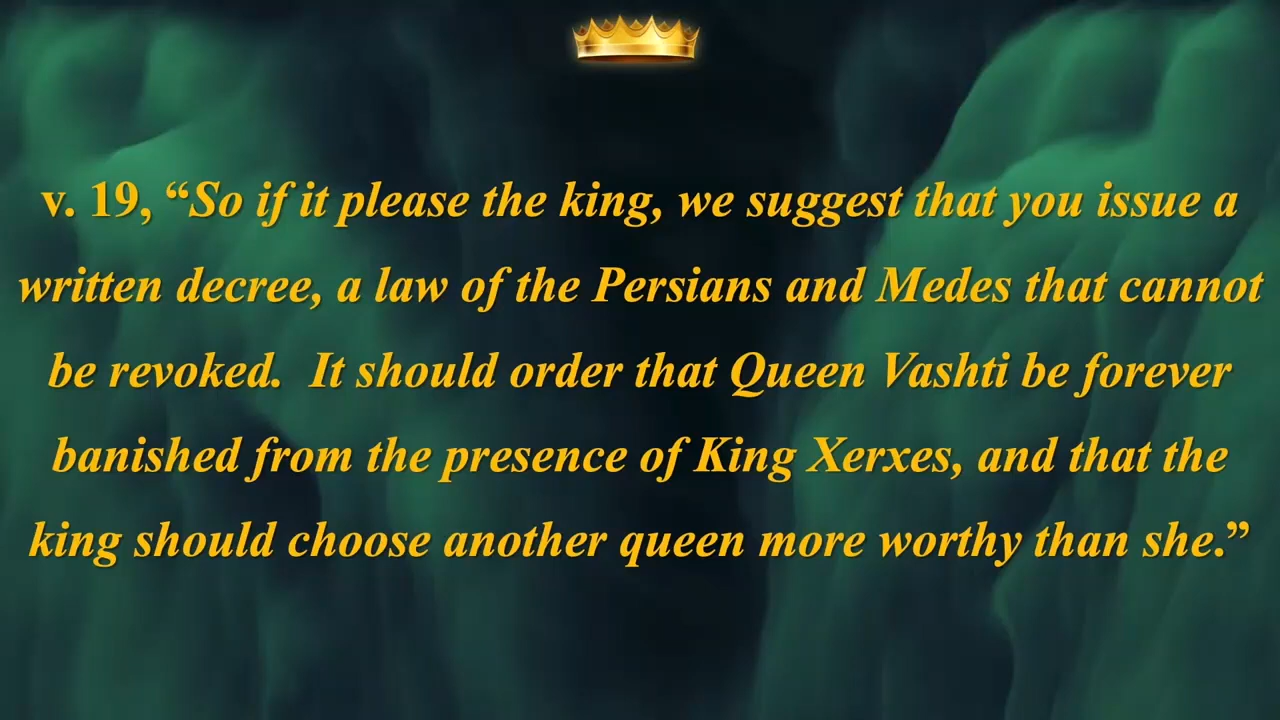 v. 19, “So if it please the king, we suggest that you issue a
written decree, a law of the Persians and Medes that cannot
be revoked.  It should order that Queen Vashti be forever
banished from the presence of King Xerxes, and that the
king should choose another queen more worthy than she.”